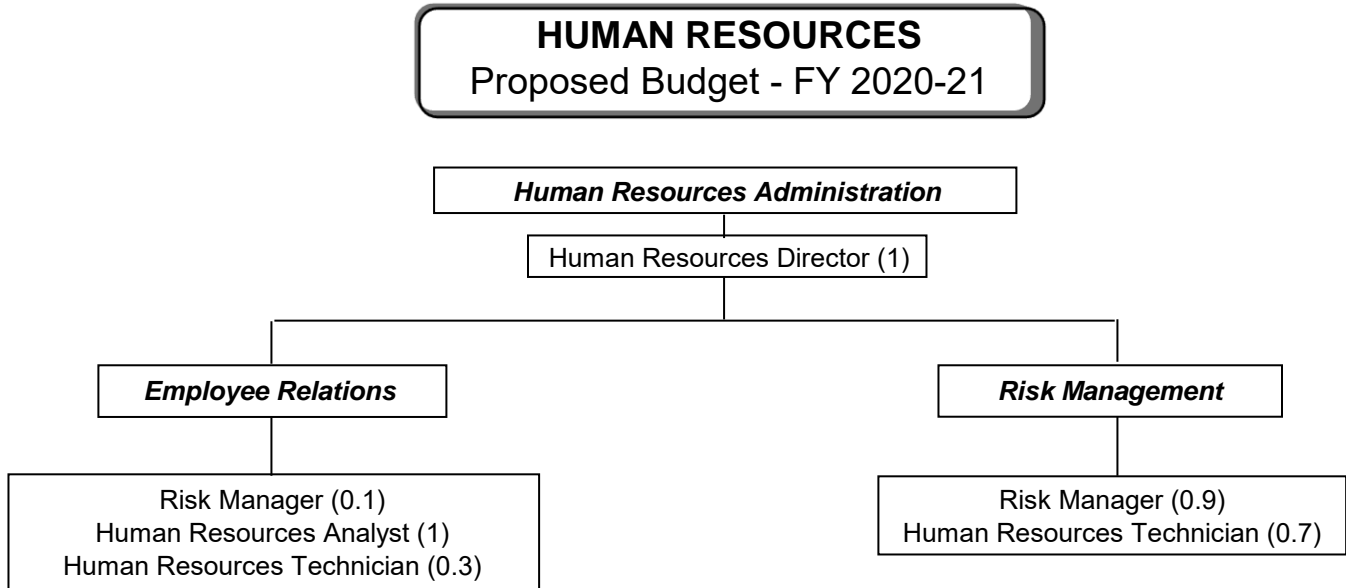 HUMAN RESOURCES
Proposed Budget - FY 2020-21
Human Resources Administration
Human Resources Director (1)
Employee Relations
Risk Manager (0.1)
Human Resources Analyst (1)
Human Resources Technician (0.3)
Risk Management
Risk Manager (0.9)
Human Resources Technician (0.7)